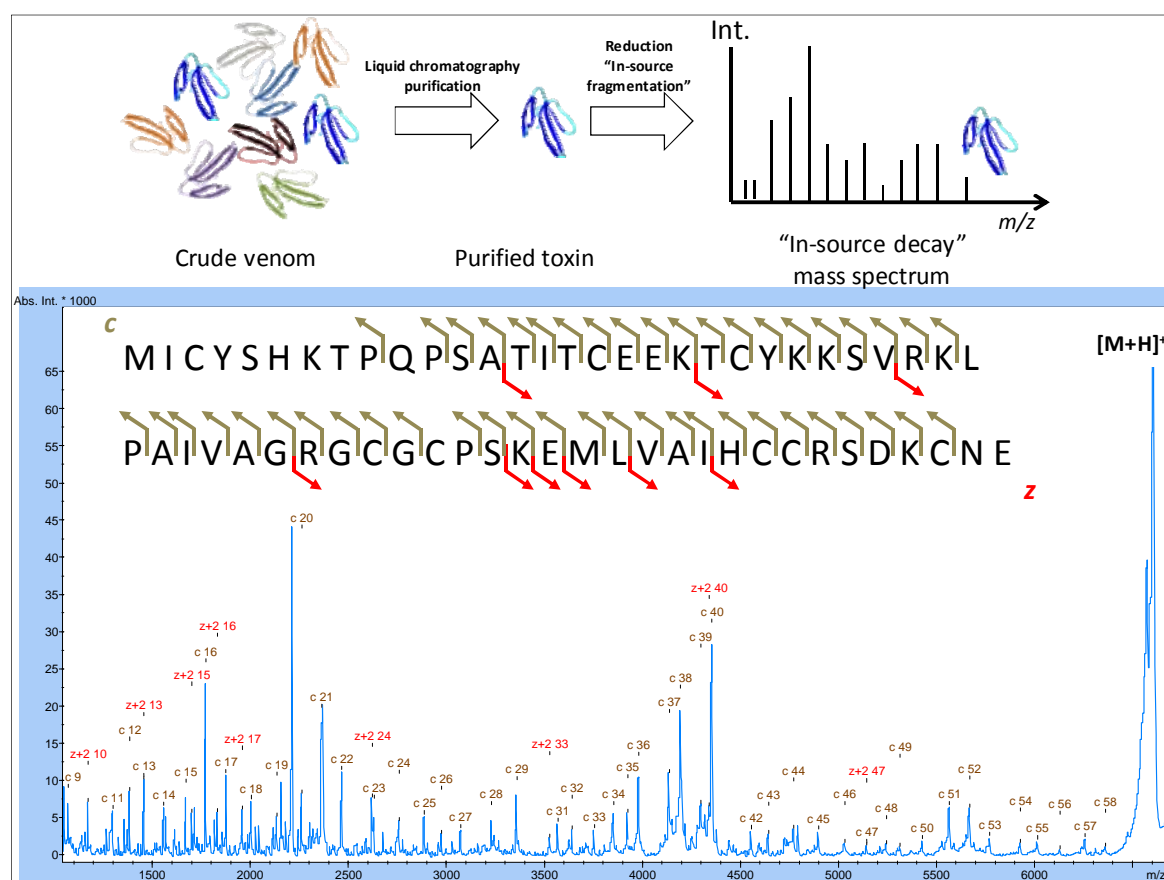 Int.
Liquid chromatography
purification
Reduction
“In-source
fragmentation”
m/z
Crude venom
Purified toxin
“In-source decay”
mass spectrum
Abs. Int. * 1000
c
M I C Y S H K T P Q P S A T I T C E E K T C Y K K S V R K L
[M+H]+
P A I V A G R G C G C P S K E M L V A I H C C R S D K C N E
z
65
60
55
50
45
40
35
30
25
20
15
10
5
0
c 20
z+2 40
c 40
z+2 16
c 39
c 16
z+2 15
c 38
c 21
z+2 13
c 37
c 12
z+2 10
z+2 17
z+2 24
z+2 33
c 36
c 49
c 9
c 13
c 15
c 17
c 19
c 22
c 24
c 29
c 35
c 44
z+2 47
c 52
c 11
c 14
c 18
c 23
c 26
c 28
c 32
c 34
c 43
c 46
c 48
c 51
c 54
c 56
c 58
c 25
c 27
c 31
c 33
c 42
c 45
c 47
c 50
c 53
c 55
c 57
1500 2000 2500 3000 3500 4000 4500 5000 5500 6000 m/z